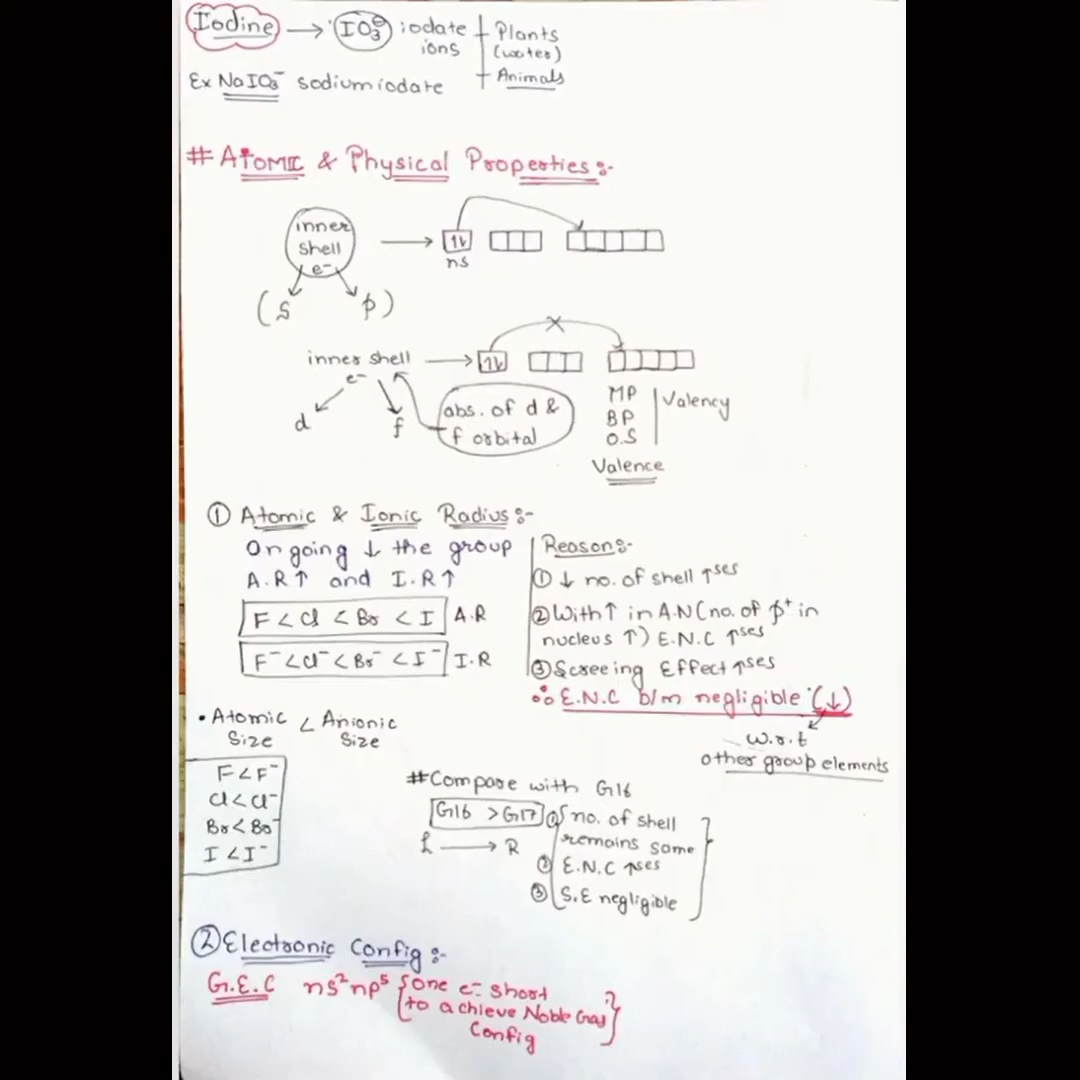 Iodine → IO₃⊖ iodate ions
Plants (water)
Animals
Ex NaIO₃⁻ sodium iodate
# Atomic & Physical Properties :-
inner shell e⁻ → ⥮
ns
(s p)
inner shell e⁻ → ⥮
d f
abs. of d & f orbital
MP
BP
O.S
Valency
Valence
① Atomic & Ionic Radius :-
On going ↓ the group
A.R↑ and I.R↑
F < Cl < Br < I A.R
F⁻ < Cl⁻ < Br⁻ < I⁻ I.R
Reason:-
① ↓ no. of shell ↑ses
② With ↑ in A.N (no. of p⁺ in
nucleus ↑) E.N.C ↑ses
③ Screeing Effect ↑ses
∴ E.N.C b/m negligible (↓)
w.r.t
other group elements
• Atomic Size < Anionic Size
F < F⁻
Cl < Cl⁻
Br < Br⁻
I < I⁻
# Compare with G16
G16 > G17
L → R
① no. of shell
remains same
② E.N.C ↑ses
③ S.E negligible
② Electronic Config :-
G.E.C ns²np⁵ {one e⁻ short
to achieve Noble Gas}
Config